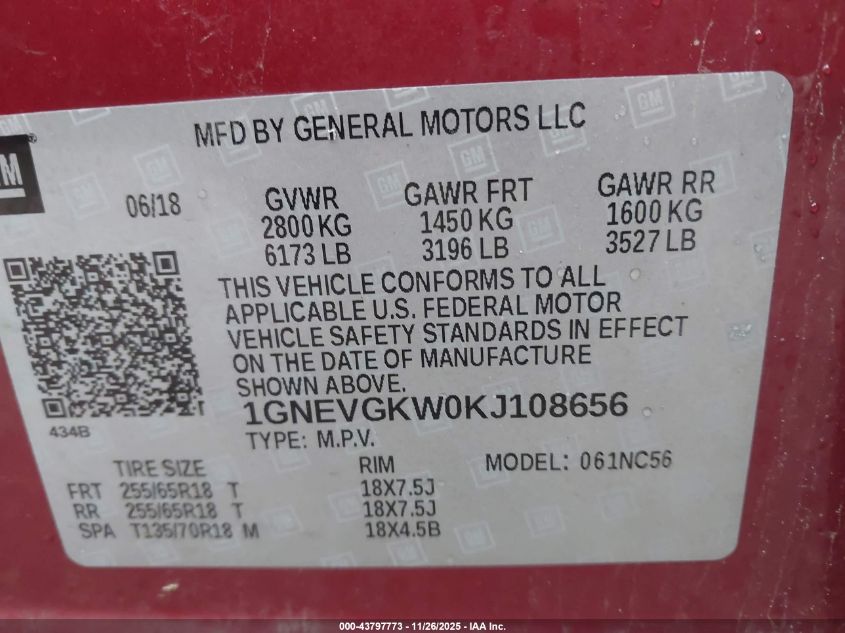 MFD BY GENERAL MOTORS LLC
GM
06/18
GVWR GAWR FRT GAWR RR
2800 KG 1450 KG 1600 KG
6173 LB 3196 LB 3527 LB
THIS VEHICLE CONFORMS TO ALL
APPLICABLE U.S. FEDERAL MOTOR
VEHICLE SAFETY STANDARDS IN EFFECT
ON THE DATE OF MANUFACTURE
SHOWN ABOVE.
1GNEVGKW0KJ108656
434B
TYPE: M.P.V.
TIRE SIZE RIM MODEL: 061NC56
FRT 255/65R18 T 18X7.5J
RR 255/65R18 T 18X7.5J
SPA T135/70R18 M 18X4.5B
000-43797773 - 11/26/2025 - IAA Inc.